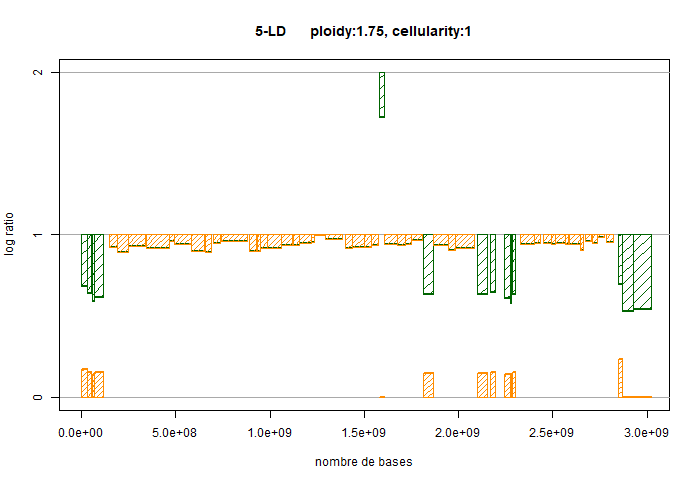 5-LD ploidy:1.75, cellularity:1
2
1
0
log ratio
0.0e+00 5.0e+08 1.0e+09 1.5e+09 2.0e+09 2.5e+09 3.0e+09
nombre de bases